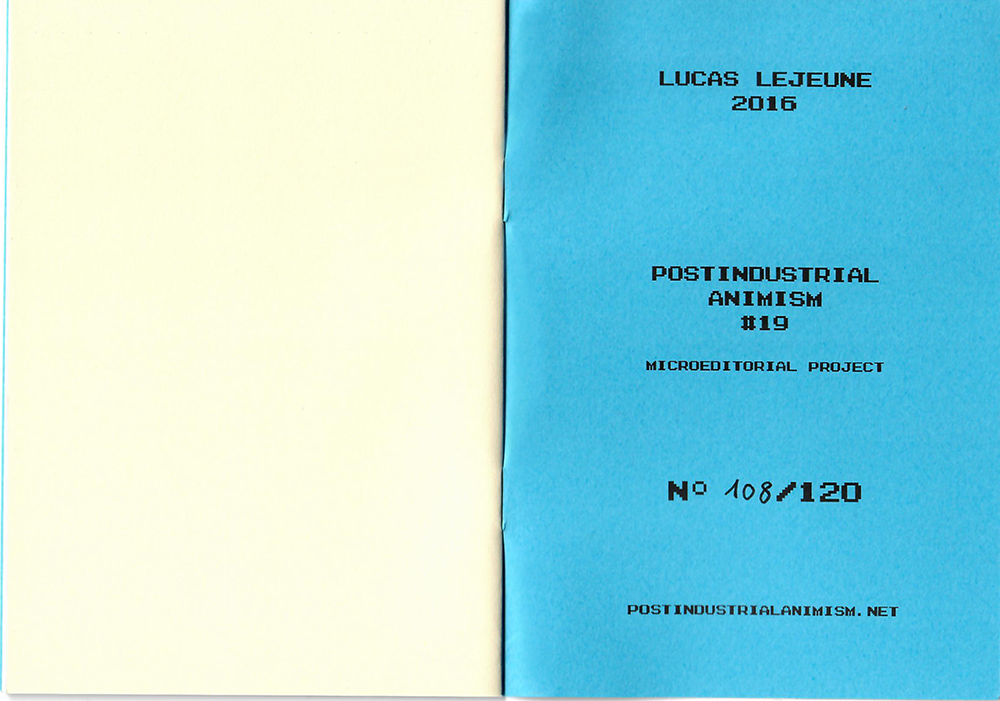 LUCAS LEJEUNE
2016
POSTINDUSTRIAL
ANIMISM
#19
MICROEDITORIAL PROJECT
Nº 108/120
POSTINDUSTRIALANIMISM.NET